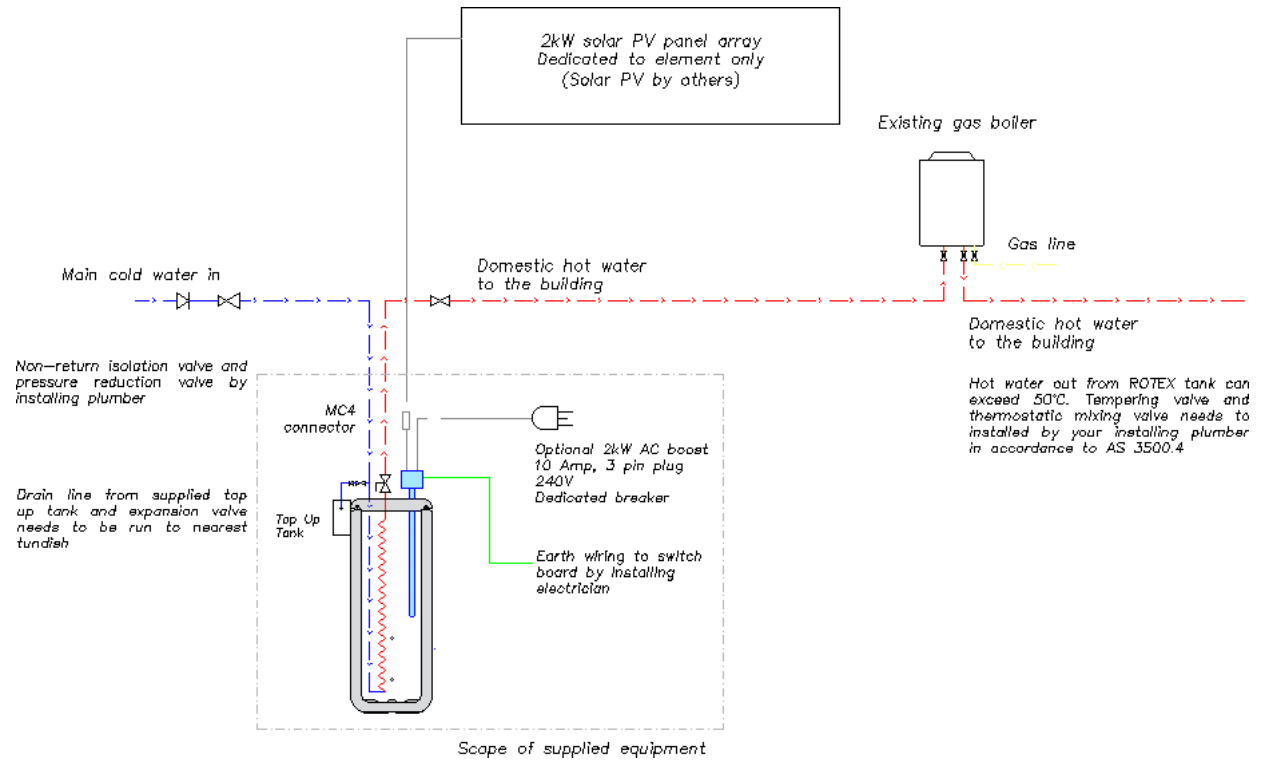 2kW solar PV panel array
Dedicated to element only
(Solar PV by others)
Existing gas boiler
Gas line
Main cold water in
Domestic hot water
to the building
Domestic hot water
to the building
Non-return isolation valve and
pressure reduction valve by
installing plumber
Hot water out from ROTEX tank can
exceed 50°C. Tempering valve and
thermostatic mixing valve needs to
installed by your installing plumber
in accordance to AS 3500.4
MC4
connector
Optional 2kW AC boost
10 Amp, 3 pin plug
240V
Dedicated breaker
Drain line from supplied top
up tank and expansion valve
needs to be run to nearest
tundish
Top Up
Tank
Earth wiring to switch
board by installing
electrician
Scope of supplied equipment